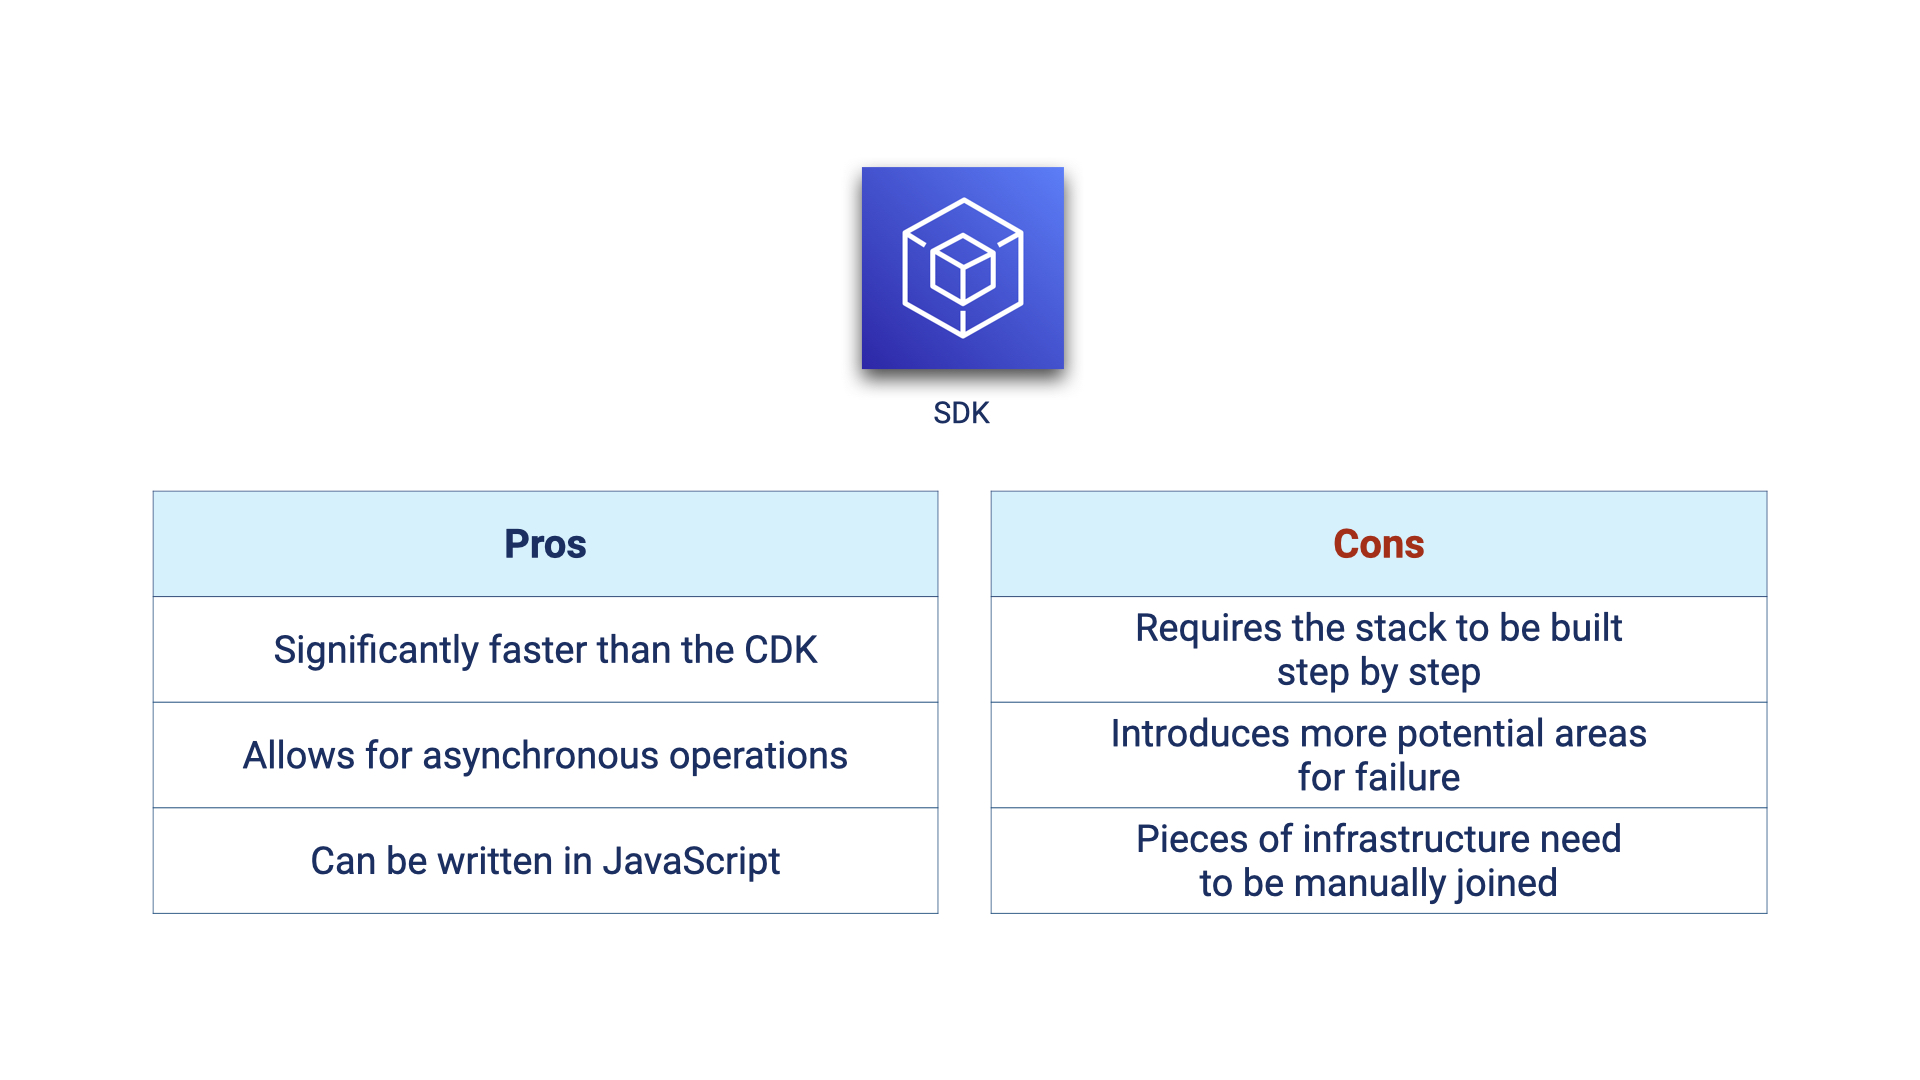 SDK
Pros
Significantly faster than the CDK
Allows for asynchronous operations
Can be written in JavaScript
Cons
Requires the stack to be built
step by step
Introduces more potential areas
for failure
Pieces of infrastructure need
to be manually joined